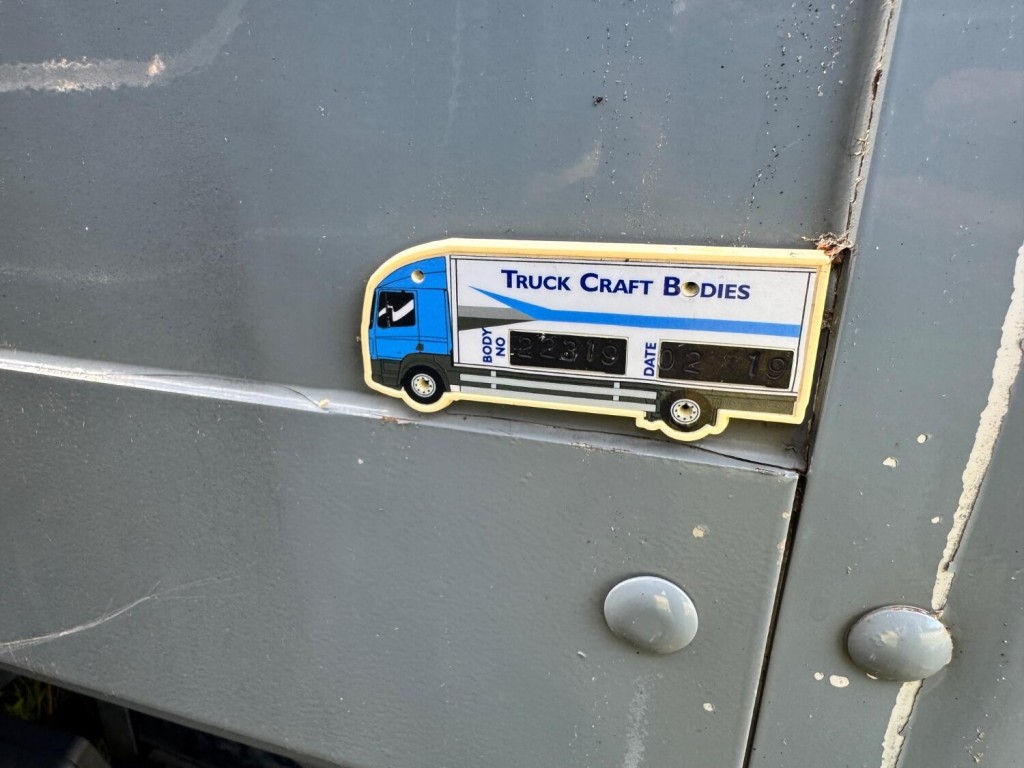 TRUCK CRAFT BODIES
BODY NO 22319
DATE 02 19